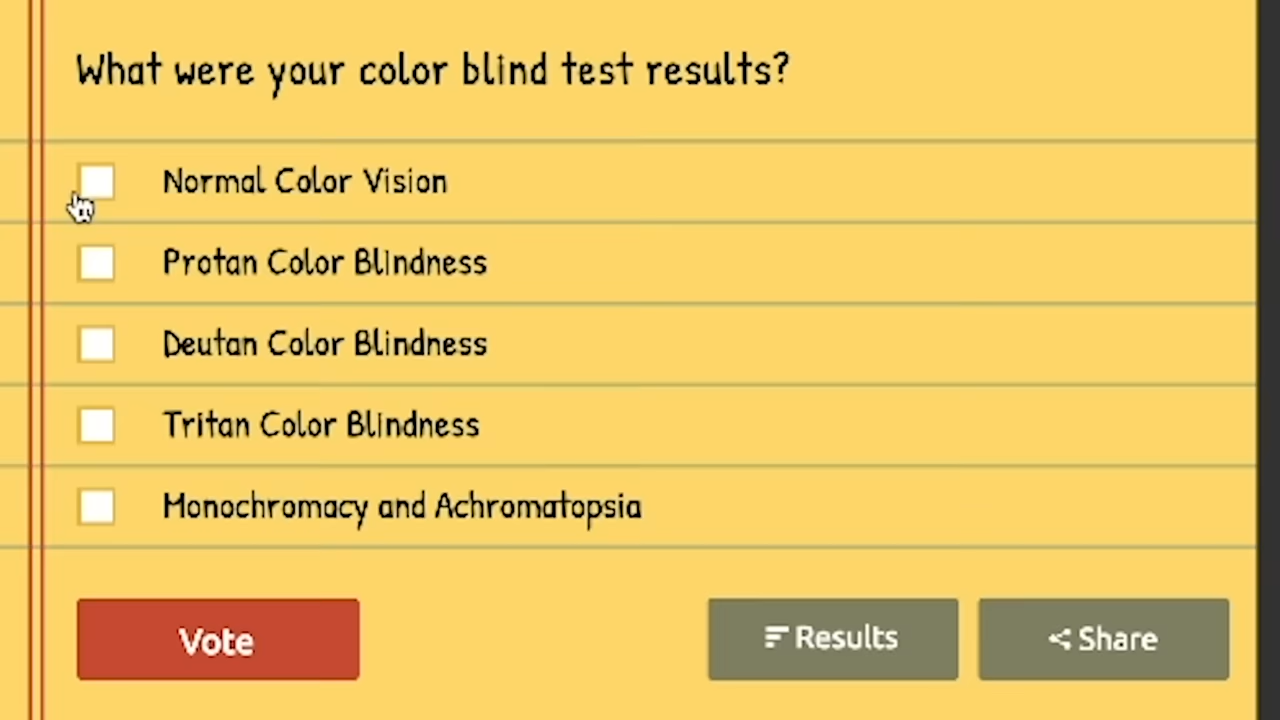 What were your color blind test results?
Normal Color Vision
Protan Color Blindness
Deutan Color Blindness
Tritan Color Blindness
Monochromacy and Achromatopsia
Vote
Results
Share